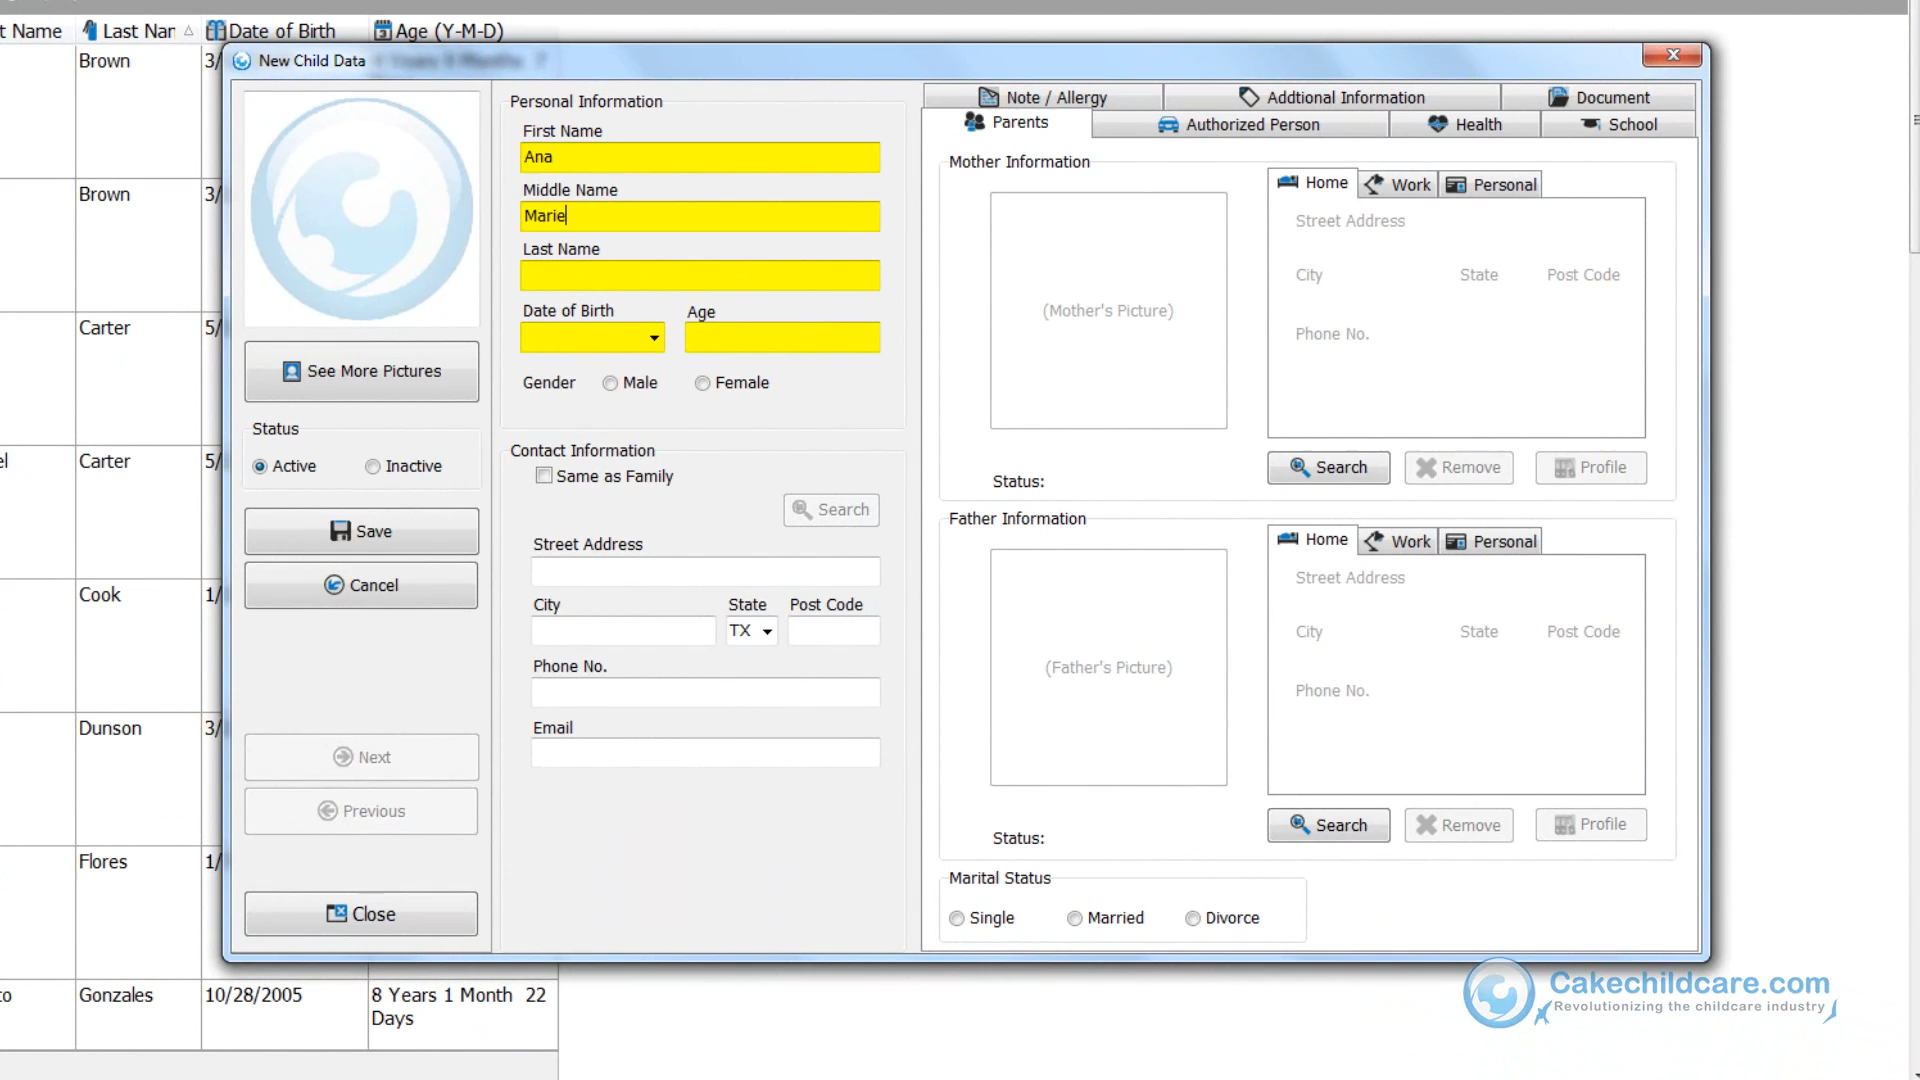 t Name
Last Nar
Date of Birth
Age (Y-M-D)
Brown
3/
Brown
3/
Carter
5/
el
Carter
5/
Cook
1/
Dunson
3/
Flores
1/
to
Gonzales
10/28/2005
8 Years 1 Month 22
Days
New Child Data
See More Pictures
Status
Active
Inactive
Save
Cancel
Next
Previous
Close
Personal Information
First Name
Ana
Middle Name
Marie
Last Name
Date of Birth
Age
Gender
Male
Female
Contact Information
Same as Family
Search
Street Address
City
State
Post Code
TX
Phone No.
Email
Note / Allergy
Addtional Information
Document
Parents
Authorized Person
Health
School
Mother Information
(Mother's Picture)
Status:
Home
Work
Personal
Street Address
City
State
Post Code
Phone No.
Search
Remove
Profile
Father Information
(Father's Picture)
Status:
Home
Work
Personal
Street Address
City
State
Post Code
Phone No.
Search
Remove
Profile
Marital Status
Single
Married
Divorce
Cakechildcare.com
Revolutionizing the childcare industry